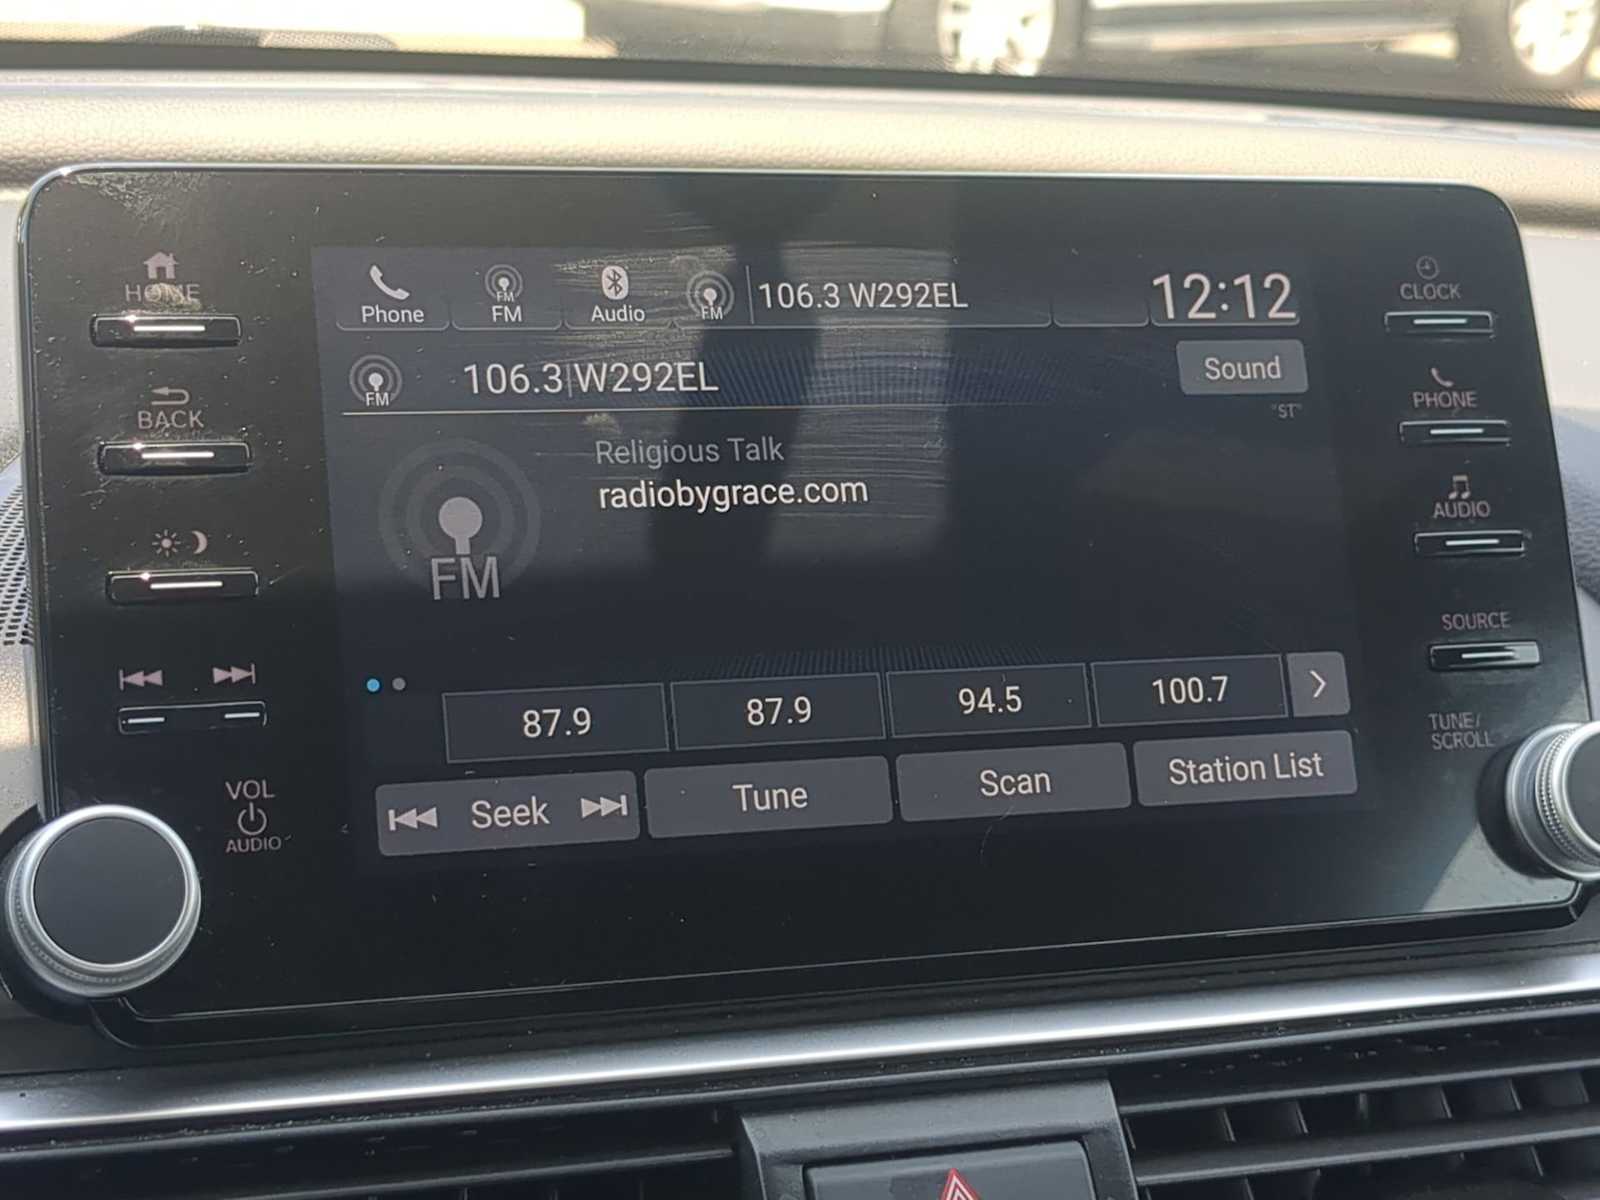 HOME
BACK
VOL
AUDIO
Phone
FM
FM
Audio
FM
106.3 W292EL
12:12
FM
106.3 W292EL
Sound
"ST"
Religious Talk
radiobygrace.com
FM
87.9
87.9
94.5
100.7
Seek
Tune
Scan
Station List
CLOCK
PHONE
AUDIO
SOURCE
TUNE/
SCROLL